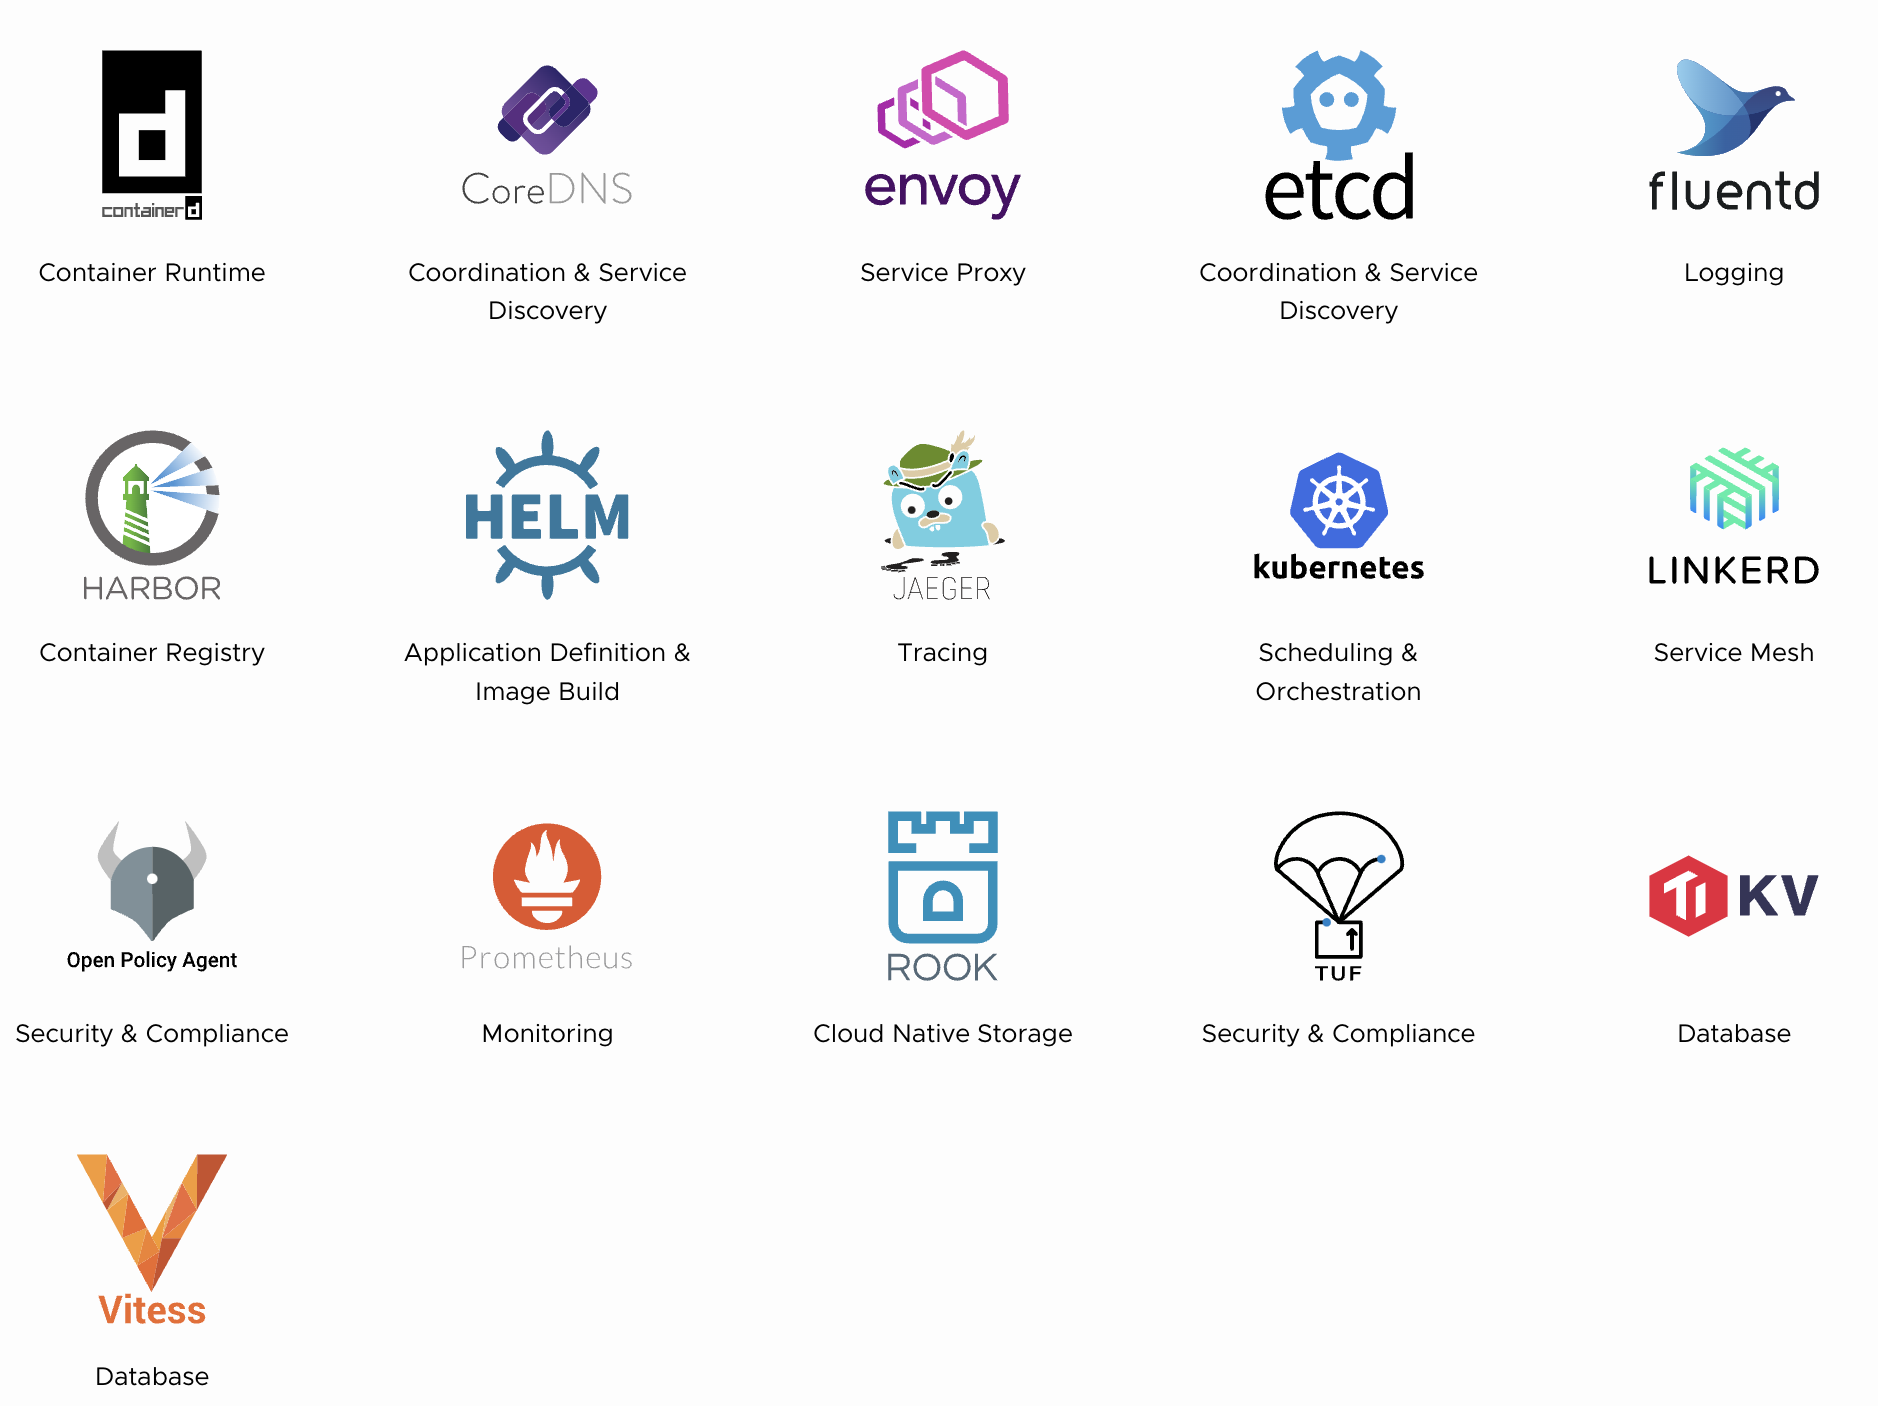 d
containerd
CoreDNS
envoy
etcd
fluentd
Container Runtime
Coordination & Service
Discovery
Service Proxy
Coordination & Service
Discovery
Logging
HARBOR
HELM
JAEGER
kubernetes
LINKERD
Container Registry
Application Definition &
Image Build
Tracing
Scheduling &
Orchestration
Service Mesh
Open Policy Agent
Prometheus
ROOK
TUF
TiKV
Security & Compliance
Monitoring
Cloud Native Storage
Security & Compliance
Database
Vitess
Database